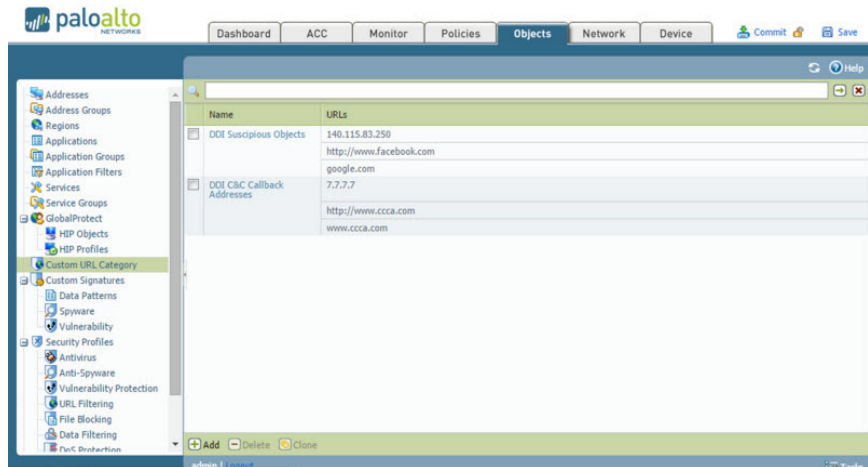 paloalto
NETWORKS
Dashboard
ACC
Monitor
Policies
Objects
Network
Device
Commit
Save
Help
Addresses
Address Groups
Regions
Applications
Application Groups
Application Filters
Services
Service Groups
GlobalProtect
HIP Objects
HIP Profiles
Custom URL Category
Custom Signatures
Data Patterns
Spyware
Vulnerability
Security Profiles
Antivirus
Anti-Spyware
Vulnerability Protection
URL Filtering
File Blocking
Data Filtering
DoS Protection
Name URLs
DDI Suscipious Objects 140.115.83.250
http://www.facebook.com
google.com
DDI C&C Callback Addresses 7.7.7.7
http://www.ccca.com
www.ccca.com
Add Delete Clone
admin | Logout
Tasks